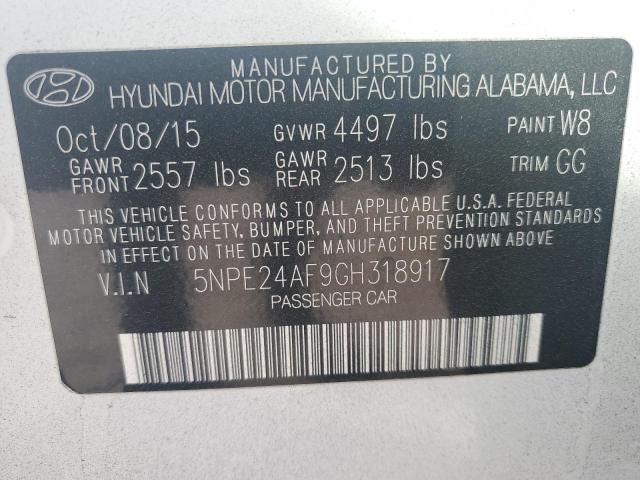 MANUFACTURED BY
HYUNDAI MOTOR MANUFACTURING ALABAMA, LLC
Oct/08/15 GVWR 4497 lbs PAINT W8
GAWR FRONT 2557 lbs GAWR REAR 2513 lbs TRIM GG
THIS VEHICLE CONFORMS TO ALL APPLICABLE U.S.A. FEDERAL
MOTOR VEHICLE SAFETY, BUMPER, AND THEFT PREVENTION STANDARDS
IN EFFECT ON THE DATE OF MANUFACTURE SHOWN ABOVE.
V.I.N 5NPE24AF9GH318917
PASSENGER CAR